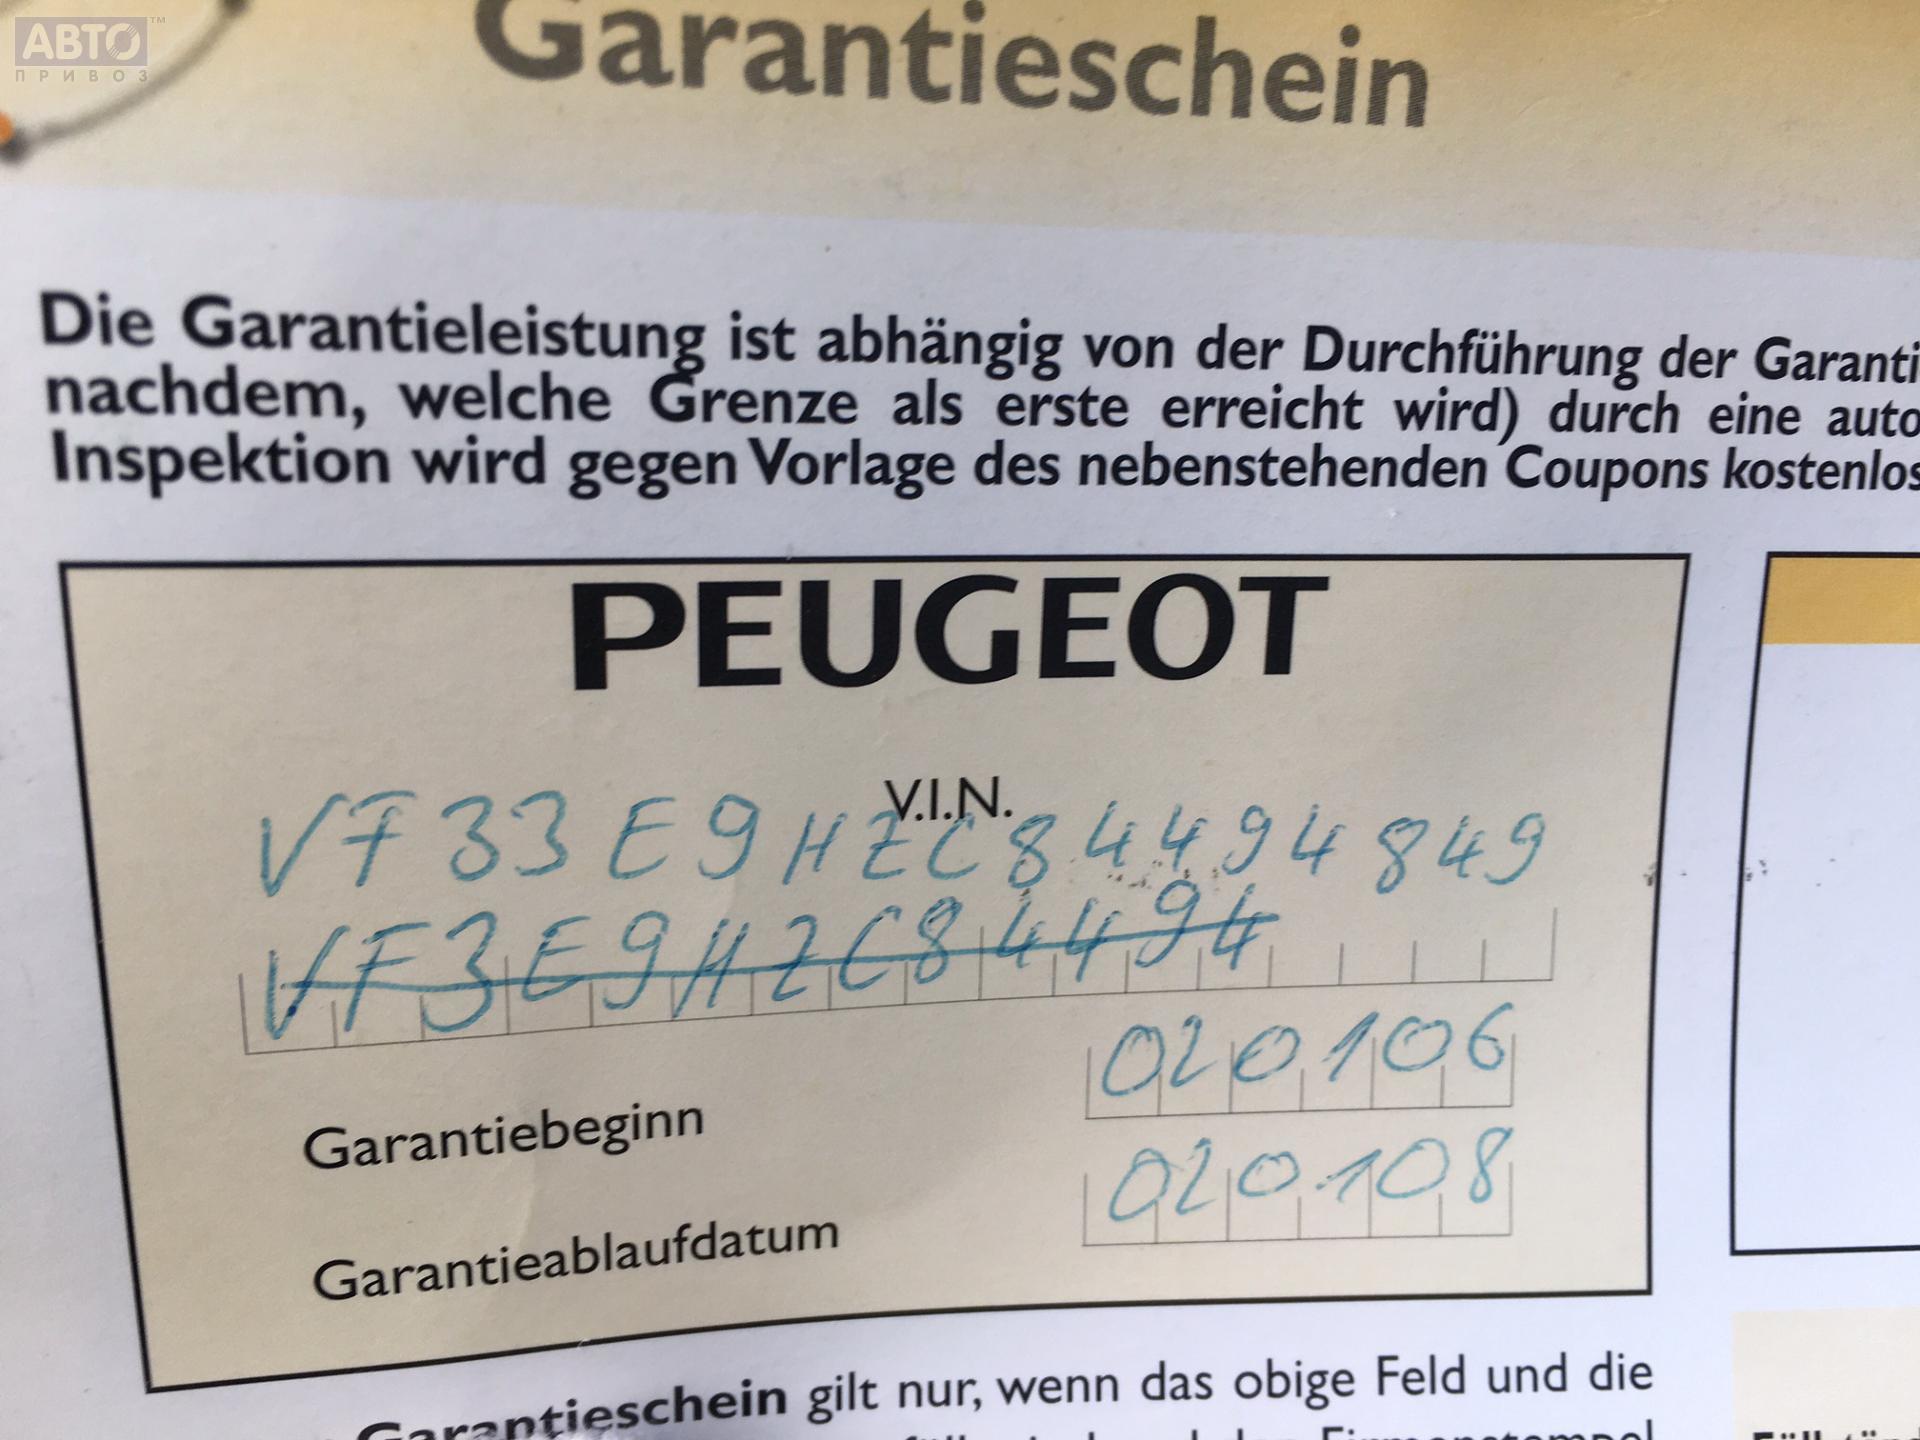 АВТО™
ПРИВОЗ
Garantieschein
Die Garantieleistung ist abhängig von der Durchführung der Garanti
nachdem, welche Grenze als erste erreicht wird) durch eine auto
Inspektion wird gegen Vorlage des nebenstehenden Coupons kostenlos
PEUGEOT
V.I.N.
VF33E9HZC84494849
VF3E9HZC84494
020106
Garantiebeginn
020108
Garantieablaufdatum
Garantieschein gilt nur, wenn das obige Feld und die